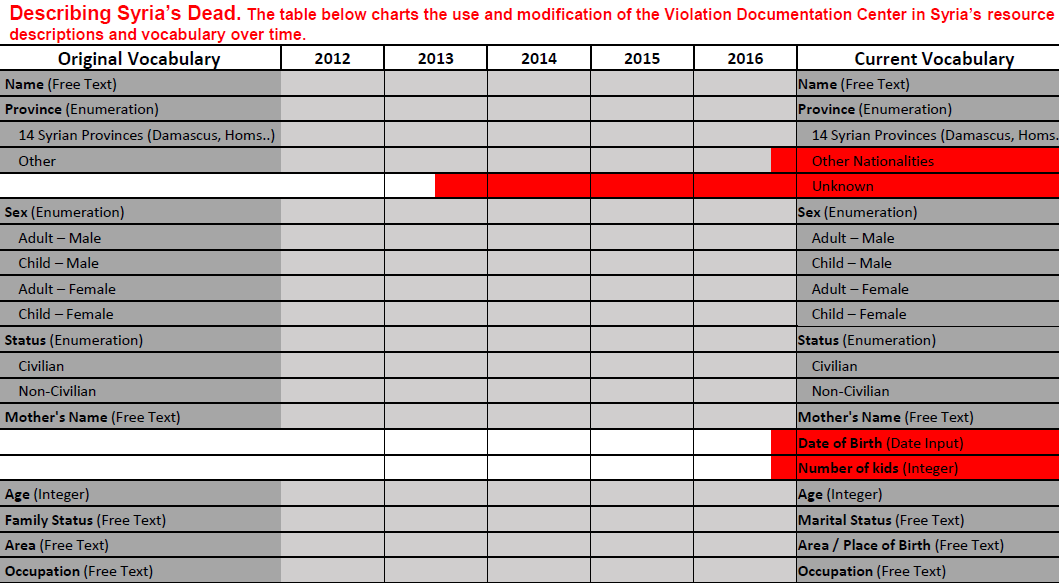 Describing Syria’s Dead. The table below charts the use and modification of the Violation Documentation Center in Syria’s resource
descriptions and vocabulary over time.
Original Vocabulary 2012 2013 2014 2015 2016 Current Vocabulary
Name (Free Text) Name (Free Text)
Province (Enumeration) Province (Enumeration)
14 Syrian Provinces (Damascus, Homs..) 14 Syrian Provinces (Damascus, Homs.
Other Other Nationalities
Unknown
Sex (Enumeration) Sex (Enumeration)
Adult – Male Adult – Male
Child – Male Child – Male
Adult – Female Adult – Female
Child – Female Child – Female
Status (Enumeration) Status (Enumeration)
Civilian Civilian
Non-Civilian Non-Civilian
Mother's Name (Free Text) Mother's Name (Free Text)
Date of Birth (Date Input)
Number of kids (Integer)
Age (Integer) Age (Integer)
Family Status (Free Text) Marital Status (Free Text)
Area (Free Text) Area / Place of Birth (Free Text)
Occupation (Free Text) Occupation (Free Text)